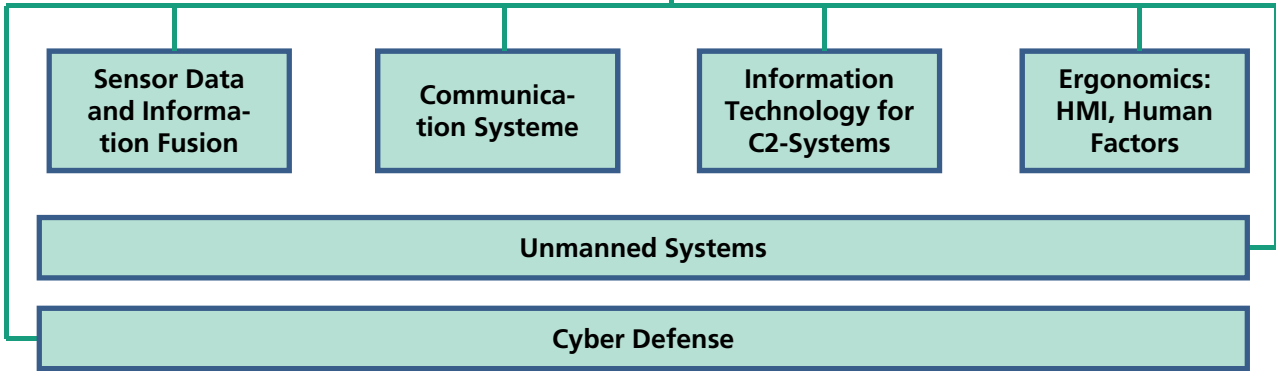 Sensor Data
and Informa-
tion Fusion
Communica-
tion Systeme
Information
Technology for
C2-Systems
Ergonomics:
HMI, Human
Factors
Unmanned Systems
Cyber Defense